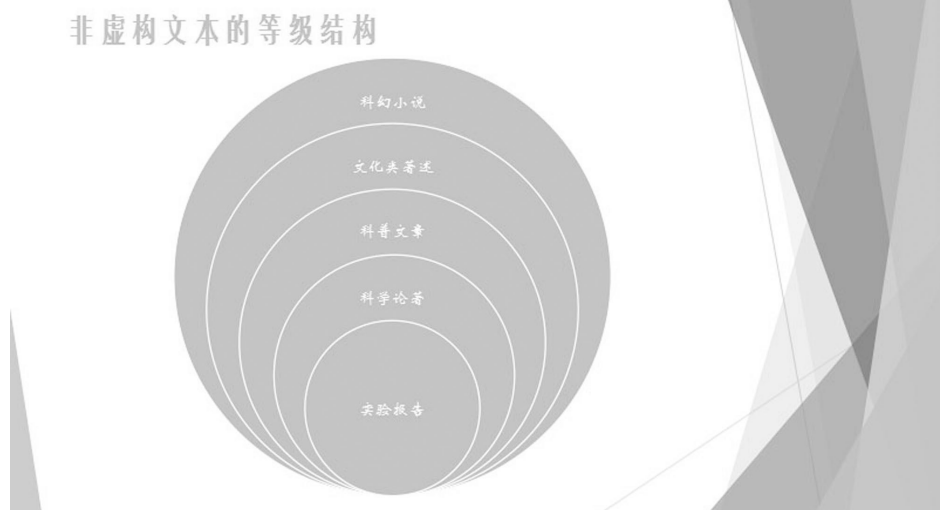 非虚构文本的等级结构
科幻小说
文化类著述
科普文章
科学论著
实验报告